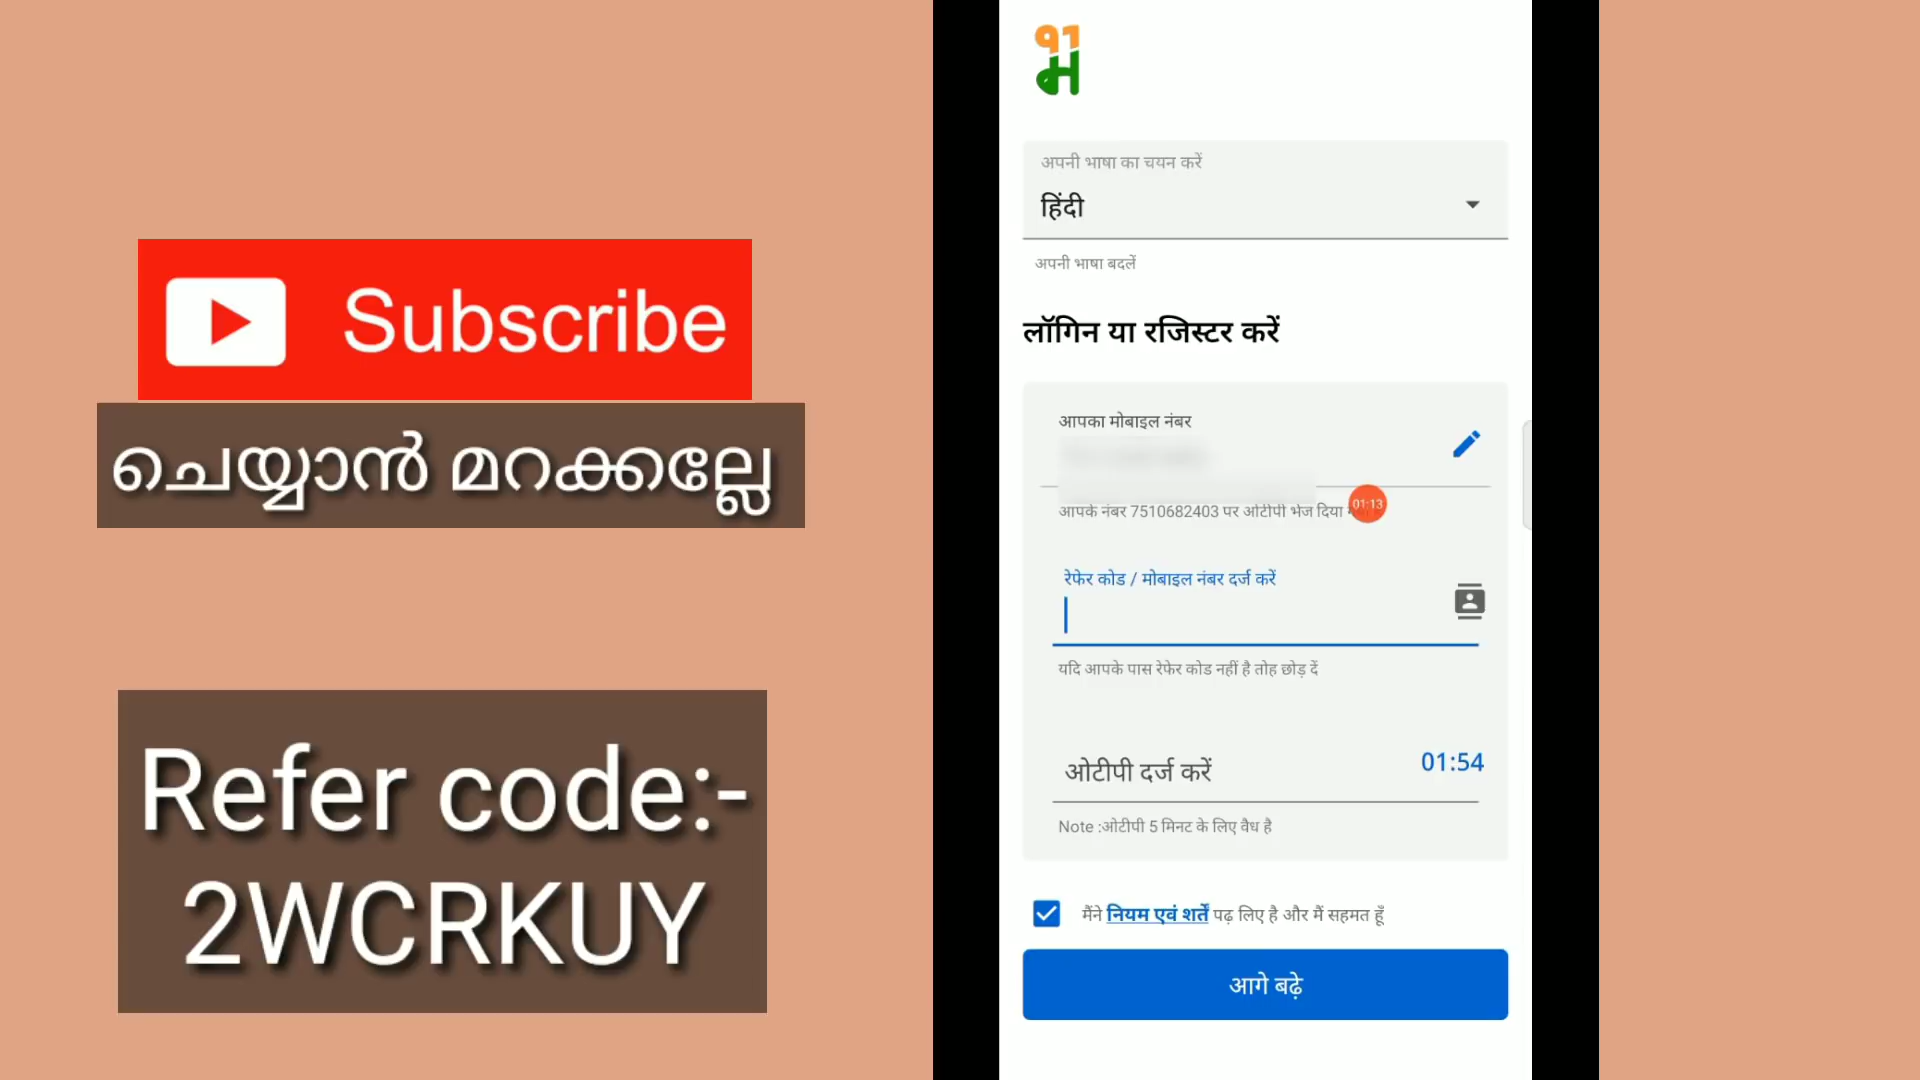 Subscribe
ചെയ്യാൻ മറക്കല്ലേ
Refer code:-
2WCRKUY
अपनी भाषा का चयन करें
हिंदी
अपनी भाषा बदलें
लॉगिन या रजिस्टर करें
आपका मोबाइल नंबर
आपके नंबर 7510682403 पर ओटीपी भेज दिया
01:13
रेफेर कोड / मोबाइल नंबर दर्ज करें
यदि आपके पास रेफेर कोड नहीं है तोह छोड़ दें
ओटीपी दर्ज करें
01:54
Note :ओटीपी 5 मिनट के लिए वैध है
मैंने नियम एवं शर्तें पढ़ लिए है और मैं सहमत हूँ
आगे बढ़े